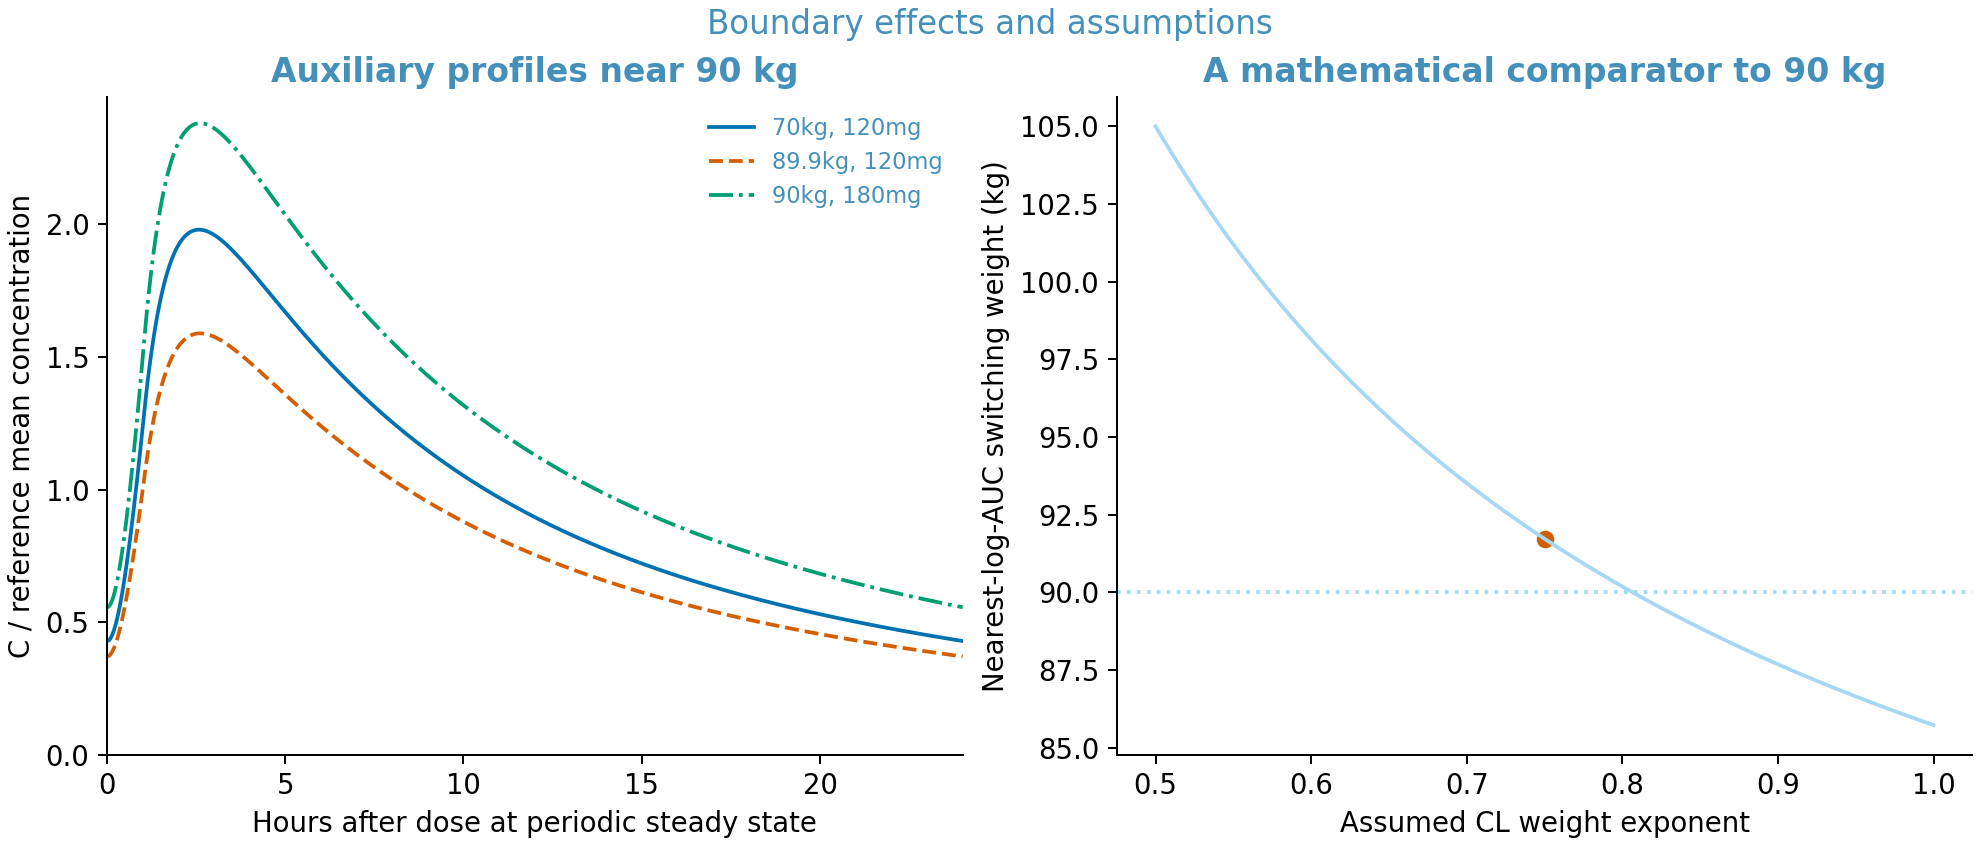 Boundary effects and assumptions
Auxiliary profiles near 90 kg
C / reference mean concentration
2.0
1.5
1.0
0.5
0.0
70kg, 120mg
89.9kg, 120mg
90kg, 180mg
0 5 10 15 20
Hours after dose at periodic steady state
A mathematical comparator to 90 kg
Nearest-log-AUC switching weight (kg)
105.0
102.5
100.0
97.5
95.0
92.5
90.0
87.5
85.0
0.5 0.6 0.7 0.8 0.9 1.0
Assumed CL weight exponent